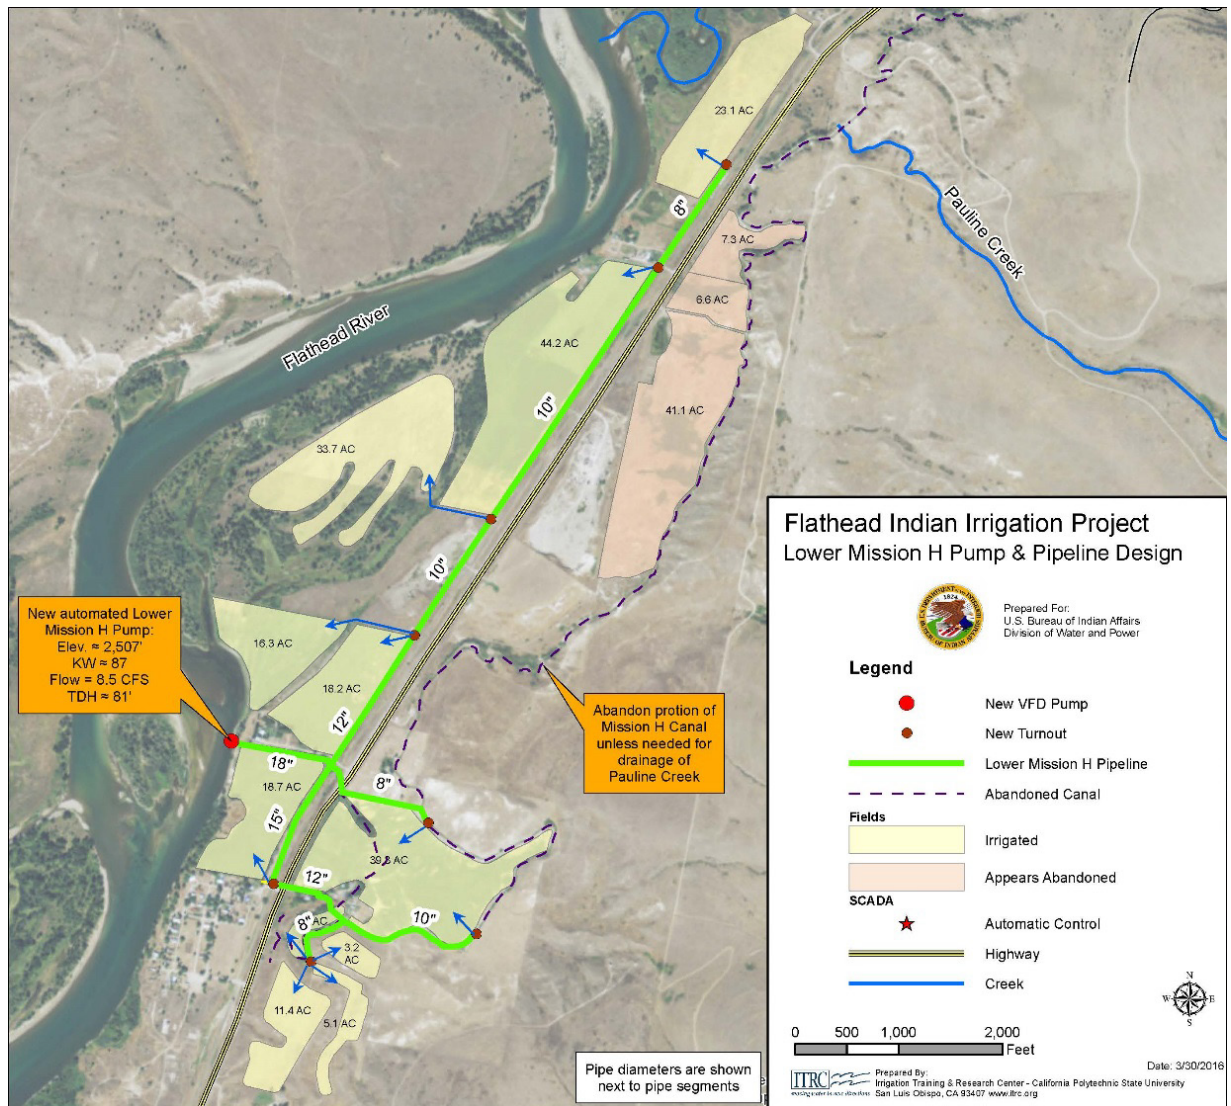 23.1 AC
8"
Pauline Creek
7.3 AC
6.6 AC
Flathead River
44.2 AC
10"
41.1 AC
33.7 AC
10"
New automated Lower
Mission H Pump:
Elev. ≈ 2,507'
KW ≈ 87
Flow = 8.5 CFS
TDH ≈ 81'
16.3 AC
18.2 AC
12"
Abandon protion of
Mission H Canal
unless needed for
drainage of
Pauline Creek
18"
18.7 AC
8"
15"
12"
10"
8"
AC
3.2
AC
11.4 AC
5.1 AC
Pipe diameters are shown
next to pipe segments
Flathead Indian Irrigation Project
Lower Mission H Pump & Pipeline Design
1824
Prepared For:
U.S. Bureau of Indian Affairs
Division of Water and Power
Legend
New VFD Pump
New Turnout
Lower Mission H Pipeline
Abandoned Canal
Fields
Irrigated
Appears Abandoned
SCADA
Automatic Control
Highway
Creek
N
W E
S
0 500 1,000 2,000
Feet
Date: 3/30/2016
ITRC
moving water in new directions
Prepared By:
Irrigation Training & Research Center - California Polytechnic State University
San Luis Obispo, CA 93407 www.itrc.org